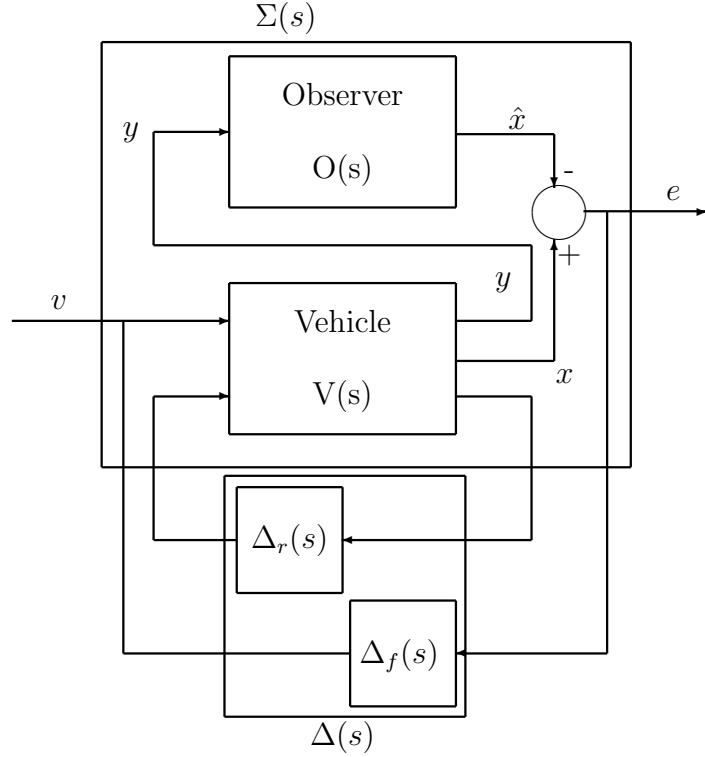 Σ(s)
Observer
y
x̂
-
O(s)
e
+
y
v
Vehicle
x
V(s)
Δ_r(s)
Δ_f(s)
Δ(s)